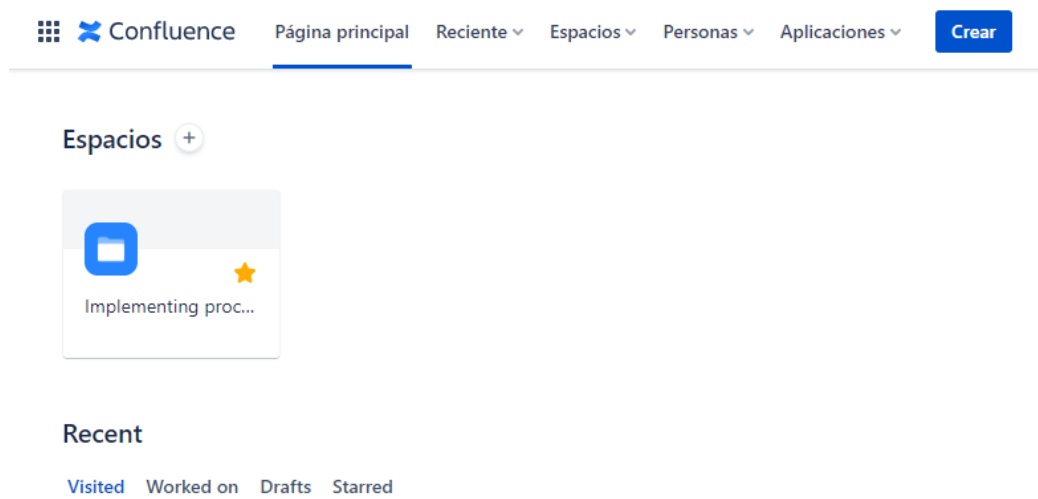 Confluence Página principal Reciente Espacios Personas Aplicaciones Crear
Espacios +
Implementing proc...
Recent
Visited Worked on Drafts Starred